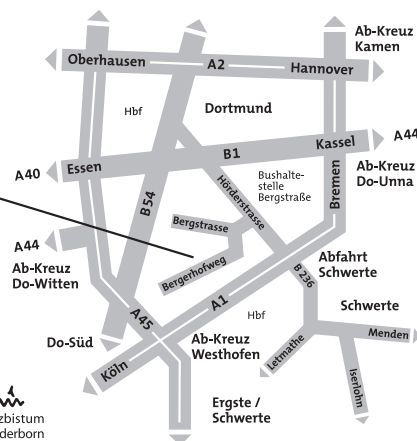 Ab-Kreuz
Kamen
Oberhausen
A2
Hannover
Hbf
Dortmund
A44
Kassel
B1
Essen
A40
Ab-Kreuz
Do-Unna
Bushalte-
stelle
Bergstraße
Hörderstrasse
Bremen
B54
Bergstrasse
A44
Ab-Kreuz
Do-Witten
Bergerhofweg
Abfahrt
Schwerte
B 236
A1
Schwerte
A45
Hbf
Do-Süd
Ab-Kreuz
Westhofen
Menden
Letmathe
Köln
Iserlohn
Ergste /
Schwerte
zbistum
derborn